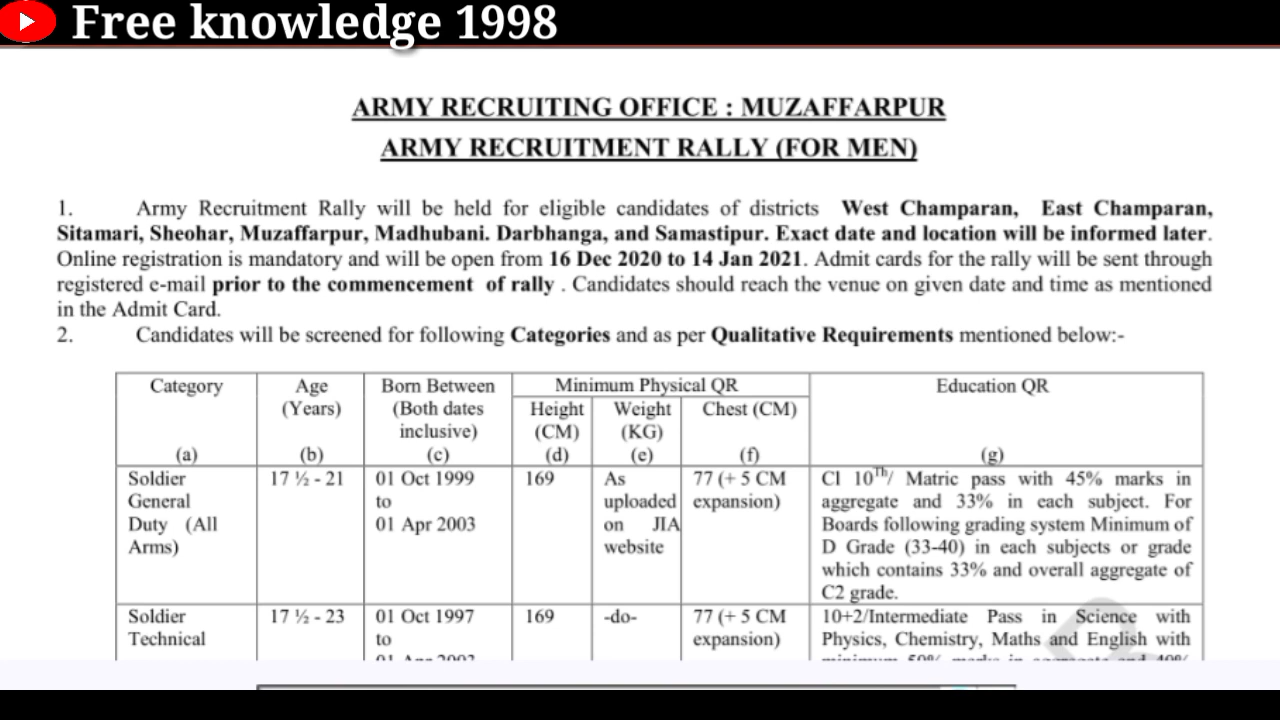 Free knowledge 1998
ARMY RECRUITING OFFICE : MUZAFFARPUR
ARMY RECRUITMENT RALLY (FOR MEN)
1. Army Recruitment Rally will be held for eligible candidates of districts West Champaran, East Champaran,
Sitamari, Sheohar, Muzaffarpur, Madhubani. Darbhanga, and Samastipur. Exact date and location will be informed later.
Online registration is mandatory and will be open from 16 Dec 2020 to 14 Jan 2021. Admit cards for the rally will be sent through
registered e-mail prior to the commencement of rally . Candidates should reach the venue on given date and time as mentioned
in the Admit Card.
2. Candidates will be screened for following Categories and as per Qualitative Requirements mentioned below:-
Category
(a)
Age
(Years)
(b)
Born Between
(Both dates
inclusive)
(c)
Minimum Physical QR
Height
(CM)
(d)
Weight
(KG)
(e)
Chest (CM)
(f)
Education QR
(g)
Soldier
General
Duty (All
Arms)
17 ½ - 21
01 Oct 1999
to
01 Apr 2003
169
As
uploaded
on JIA
website
77 (+ 5 CM
expansion)
Cl 10Th/ Matric pass with 45% marks in
aggregate and 33% in each subject. For
Boards following grading system Minimum of
D Grade (33-40) in each subjects or grade
which contains 33% and overall aggregate of
C2 grade.
Soldier
Technical
17 ½ - 23
01 Oct 1997
to
169
-do-
77 (+ 5 CM
expansion)
10+2/Intermediate Pass in Science with
Physics, Chemistry, Maths and English with